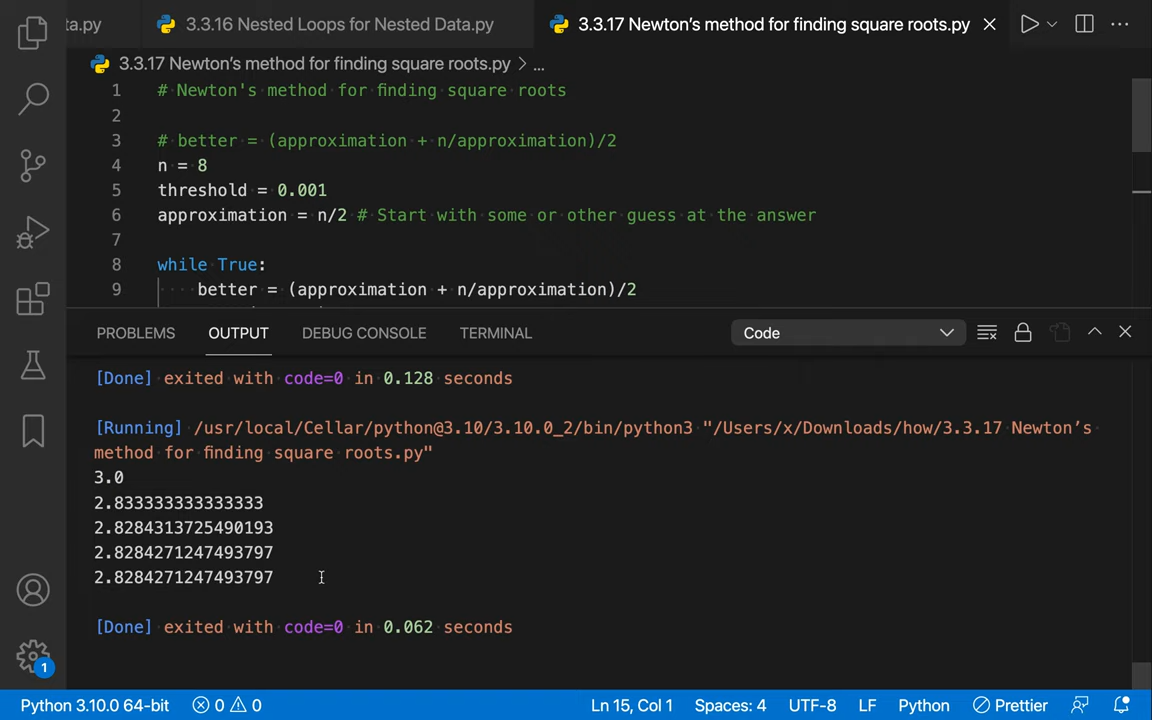 ta.py
3.3.16 Nested Loops for Nested Data.py
3.3.17 Newton’s method for finding square roots.py
3.3.17 Newton’s method for finding square roots.py > ...
1 # Newton's method for finding square roots
2
3 # better = (approximation + n/approximation)/2
4 n = 8
5 threshold = 0.001
6 approximation = n/2 # Start with some or other guess at the answer
7
8 while True:
9 better = (approximation + n/approximation)/2
PROBLEMS OUTPUT DEBUG CONSOLE TERMINAL Code
[Done] exited with code=0 in 0.128 seconds
[Running] /usr/local/Cellar/python@3.10/3.10.0_2/bin/python3 "/Users/x/Downloads/how/3.3.17 Newton’s
method for finding square roots.py"
3.0
2.833333333333333
2.8284313725490193
2.8284271247493797
2.8284271247493797
[Done] exited with code=0 in 0.062 seconds
1
Python 3.10.0 64-bit 0 0 Ln 15, Col 1 Spaces: 4 UTF-8 LF Python Prettier